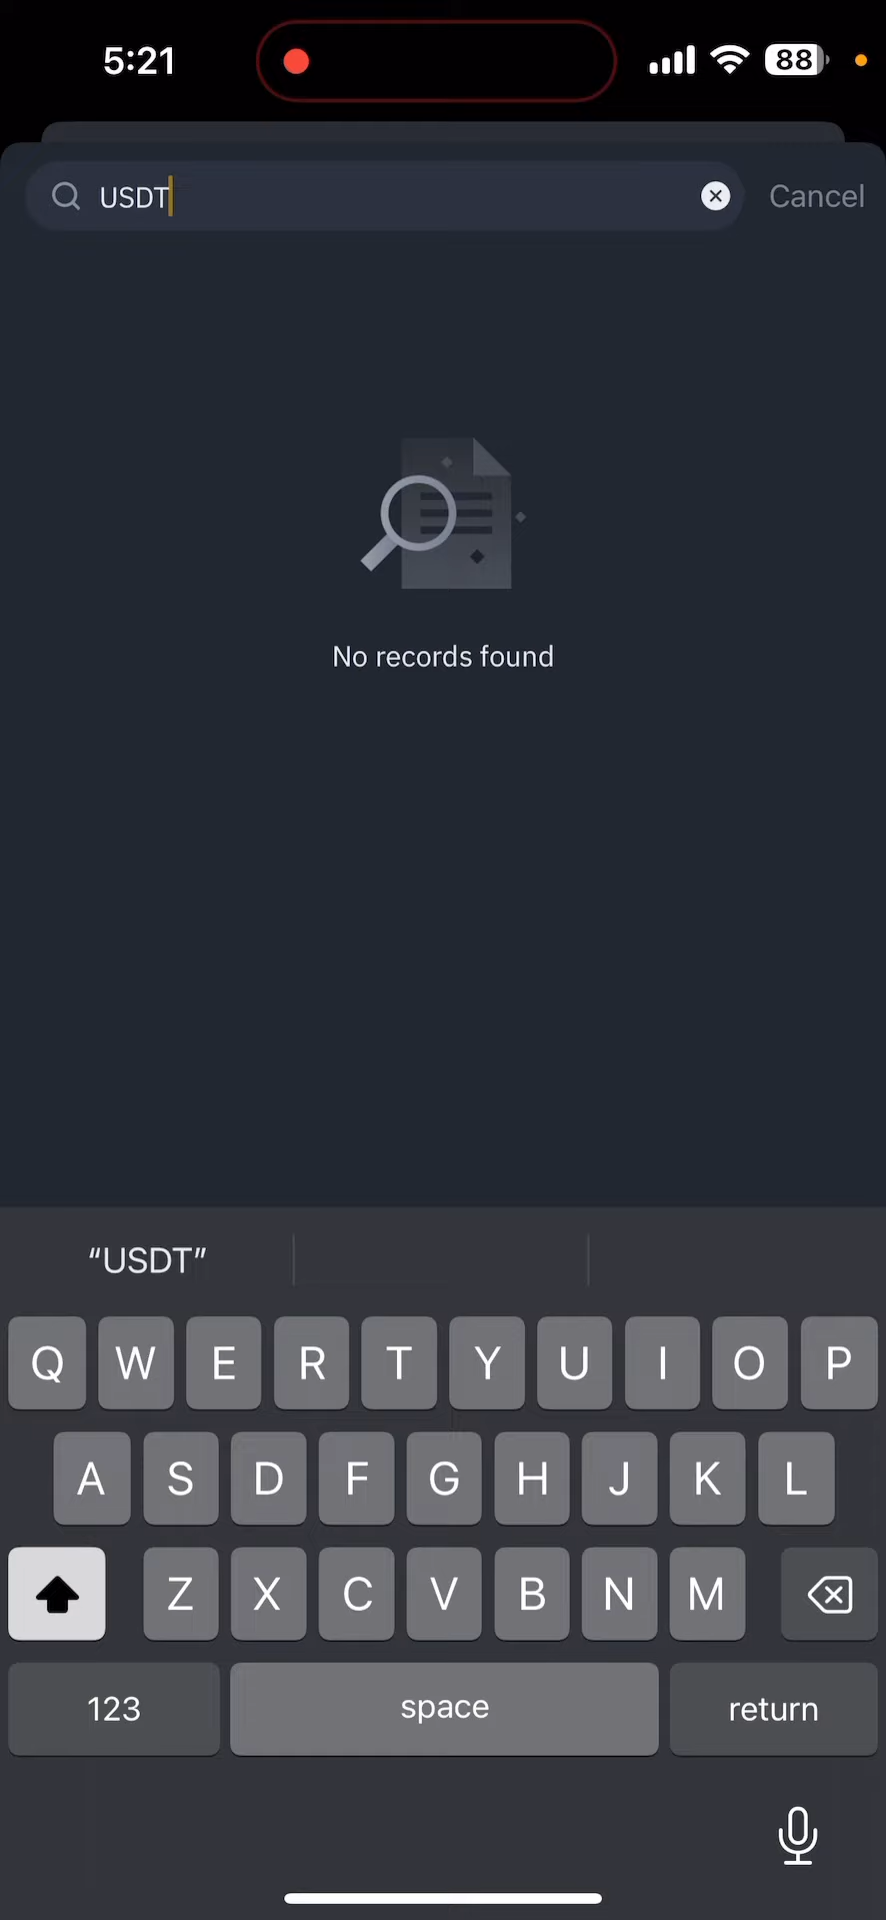 5:21
88
USDT
Cancel
No records found
“USDT”
Q W E R T Y U I O P
A S D F G H J K L
Z X C V B N M
123 space return